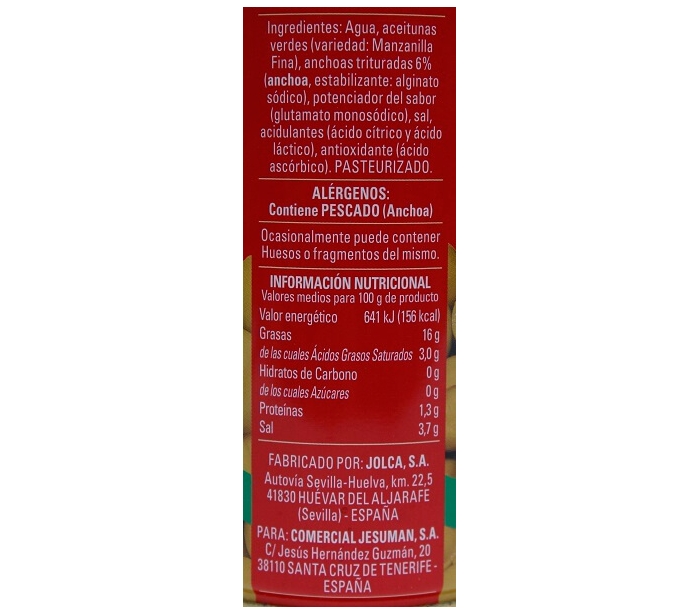 Ingredientes: Agua, aceitunas
verdes (variedad: Manzanilla
Fina), anchoas trituradas 6%
(anchoa, estabilizante: alginato
sódico), potenciador del sabor
(glutamato monosódico), sal,
acidulantes (ácido cítrico y ácido
láctico), antioxidante (ácido
ascórbico). PASTEURIZADO.
ALÉRGENOS:
Contiene PESCADO (Anchoa)
Ocasionalmente puede contener
Huesos o fragmentos del mismo.
INFORMACIÓN NUTRICIONAL
Valores medios para 100 g de producto
Valor energético 641 kJ (156 kcal)
Grasas 16 g
de las cuales Ácidos Grasos Saturados 3,0 g
Hidratos de Carbono 0 g
de los cuales Azúcares 0 g
Proteínas 1,3 g
Sal 3,7 g
FABRICADO POR: JOLCA, S.A.
Autovía Sevilla-Huelva, km. 22,5
41830 HUÉVAR DEL ALJARAFE
(Sevilla) - ESPAÑA
PARA: COMERCIAL JESUMAN, S.A.
C/ Jesús Hernández Guzmán, 20
38110 SANTA CRUZ DE TENERIFE -
ESPAÑA